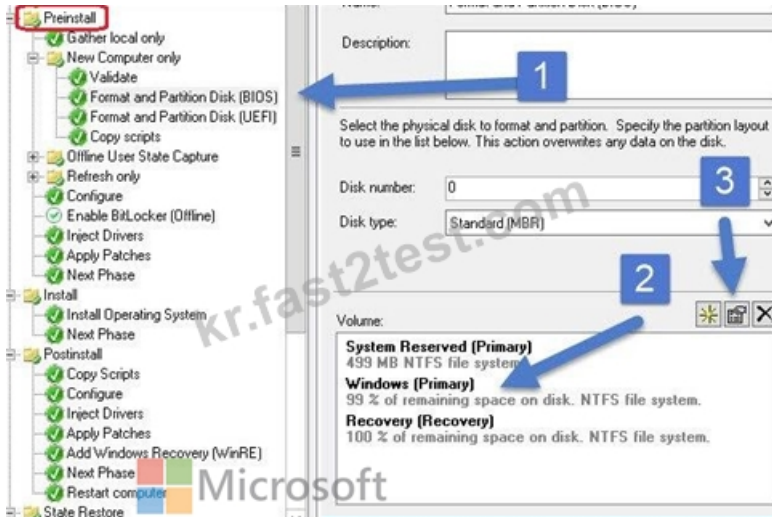 Preinstall
Gather local only
New Computer only
Validate
Format and Partition Disk (BIOS)
Format and Partition Disk (UEFI)
Copy scripts
Offline User State Capture
Refresh only
Configure
Enable BitLocker (Offline)
Inject Drivers
Apply Patches
Next Phase
Install
Install Operating System
Next Phase
Postinstall
Copy Scripts
Configure
Inject Drivers
Apply Patches
Add Windows Recovery (WinRE)
Next Phase
Restart computer
State Restore
Description:
1
Select the physical disk to format and partition. Specify the partition layout
to use in the list below. This action overwrites any data on the disk.
Disk number:
0
3
Disk type:
Standard (MBR)
2
Volume:
System Reserved (Primary)
499 MB NTFS file system
Windows (Primary)
99 % of remaining space on disk. NTFS file system.
Recovery (Recovery)
100 % of remaining space on disk. NTFS file system.
kr.fast2test.com
Microsoft